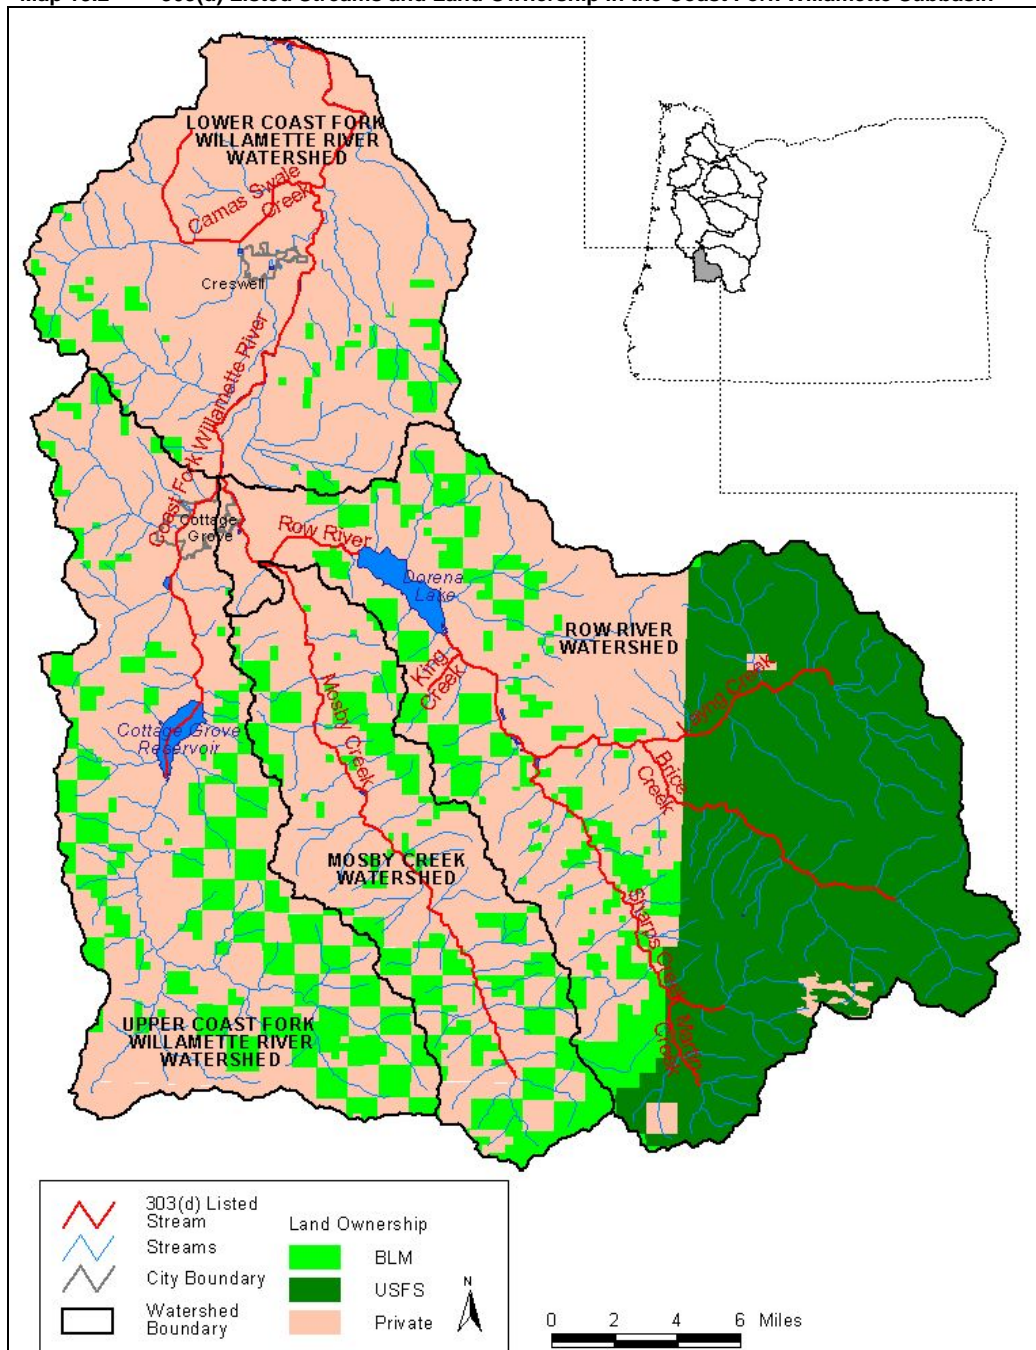 LOWER COAST FORK
WILLAMETTE RIVER
WATERSHED
Camas Swale
Creek
Creswell
Coast Fork Willamette River
Cottage
Grove
Row River
Dorena
Lake
ROW RIVER
WATERSHED
King
Creek
Layng Creek
Brice
Creek
Mosby Creek
Cottage Grove
Reservoir
MOSBY CREEK
WATERSHED
Sharps Creek
Martin
Creek
UPPER COAST FORK
WILLAMETTE RIVER
WATERSHED
303(d) Listed
Stream
Streams
City Boundary
Watershed
Boundary
Land Ownership
BLM
USFS
Private
N
0 2 4 6 Miles